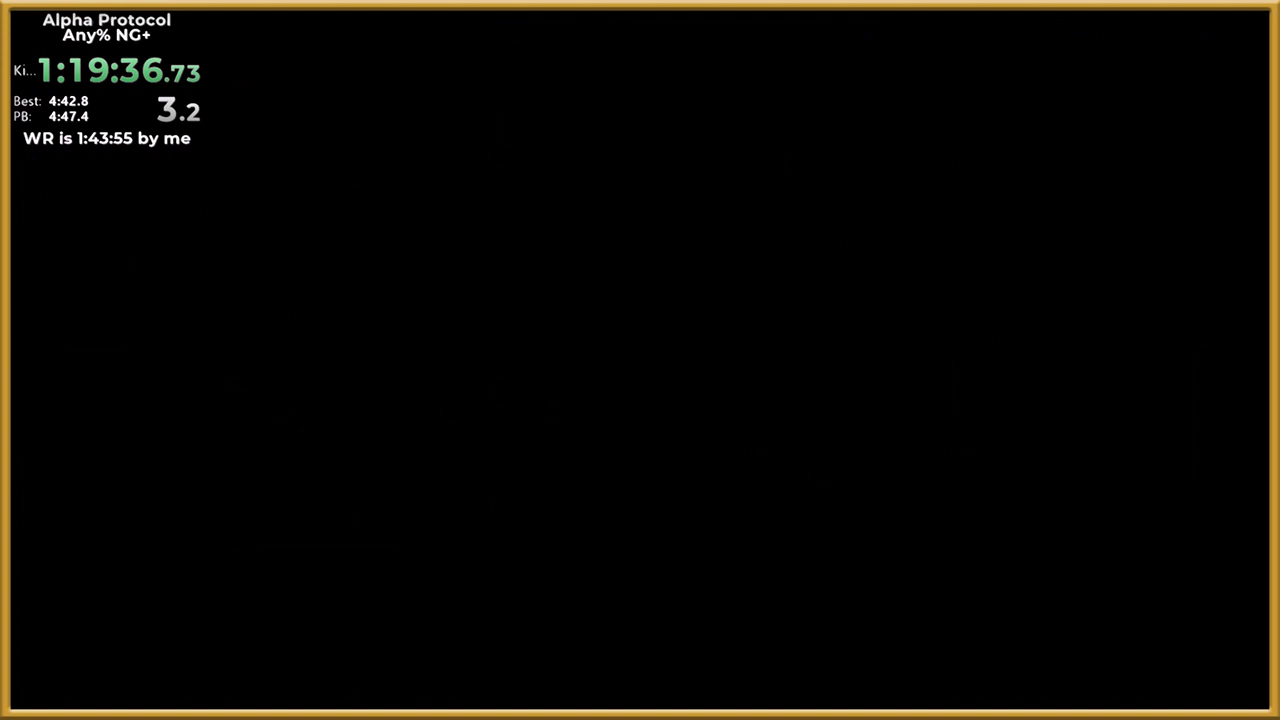 Alpha Protocol
Any% NG+
Ki... 1:19:36.73
Best: 4:42.8 3.2
PB: 4:47.4
WR is 1:43:55 by me